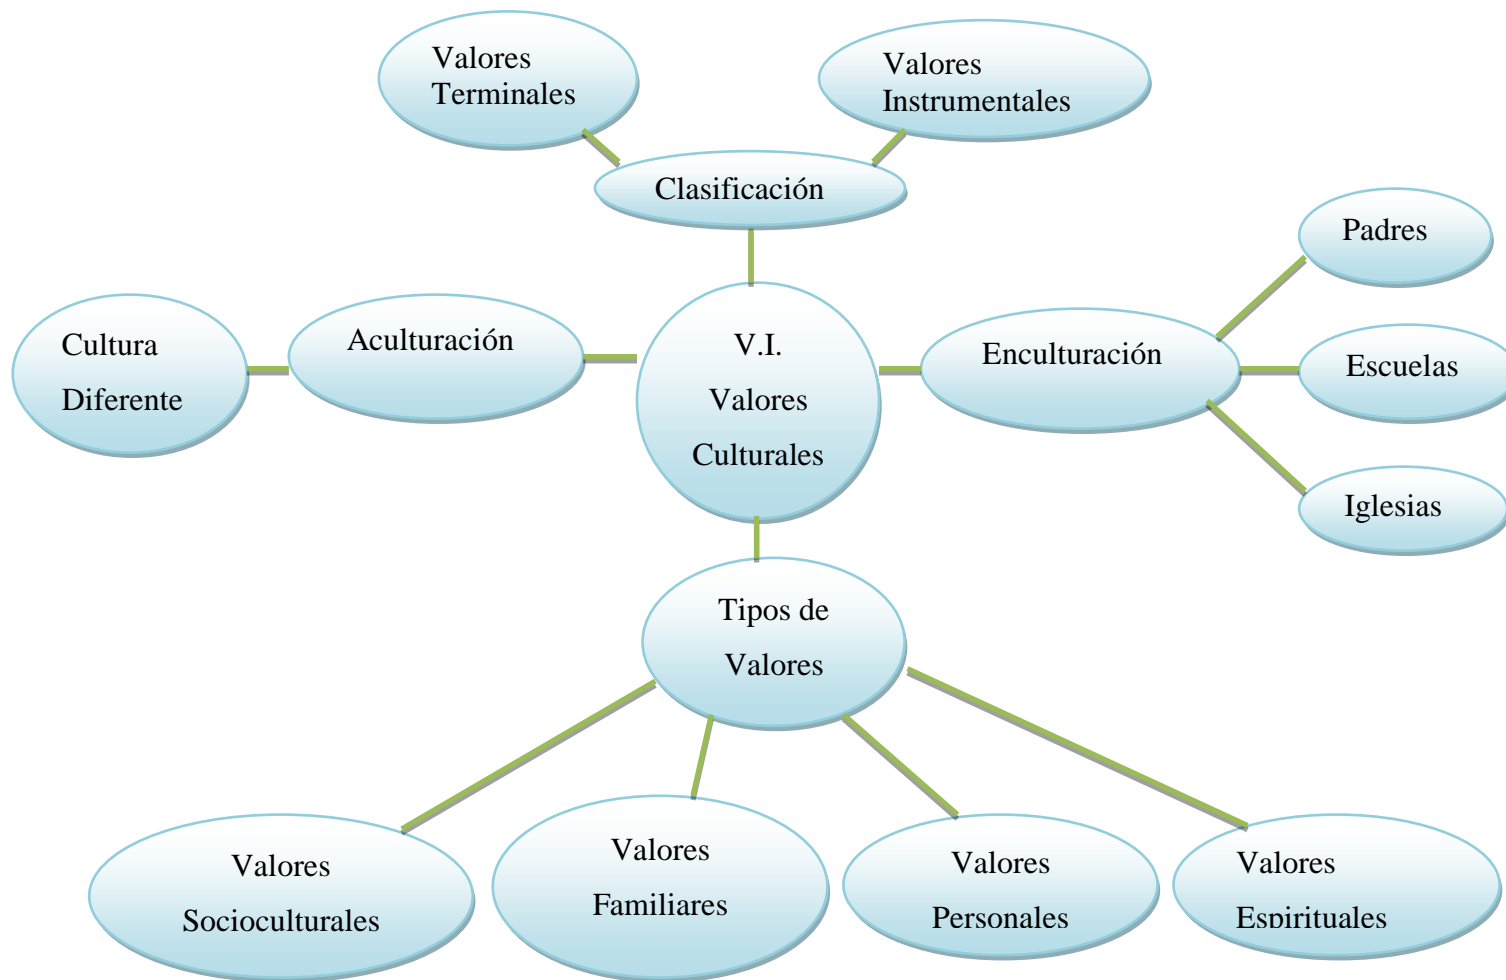 Valores
Terminales
Valores
Instrumentales
Clasificación
Padres
Cultura
Diferente
Aculturación
V.I.
Valores
Culturales
Enculturación
Escuelas
Iglesias
Tipos de
Valores
Valores
Socioculturales
Valores
Familiares
Valores
Personales
Valores
Espirituales